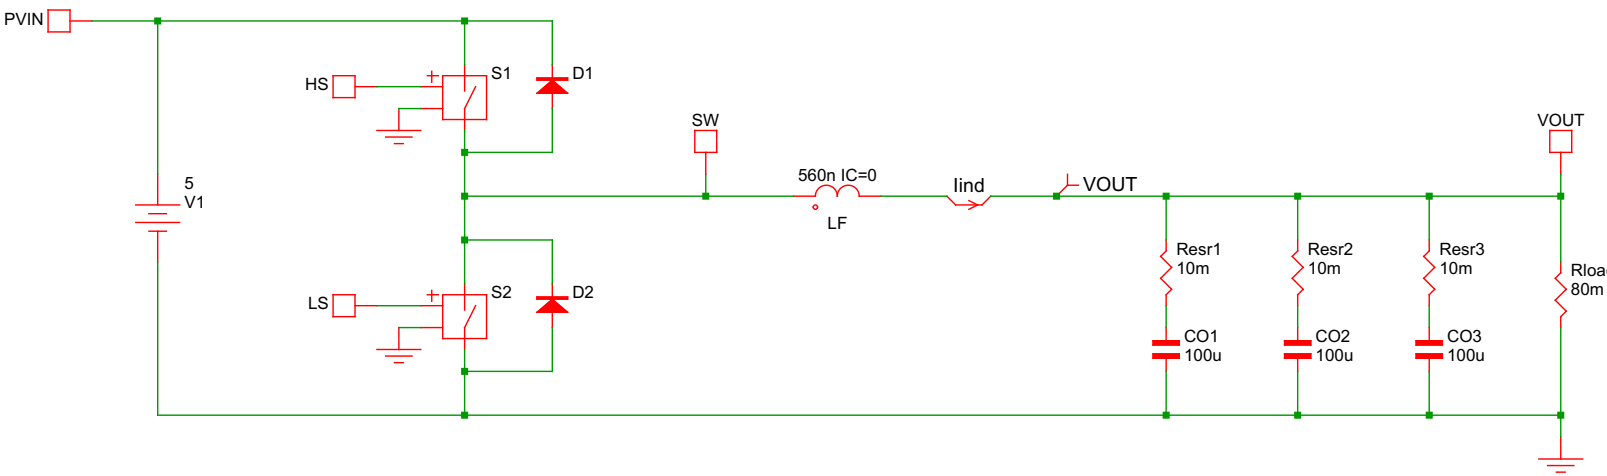 PVIN
S1
D1
HS
5
V1
SW
560n IC=0
LF
Iind
VOUT
VOUT
S2
D2
LS
Resr1
10m
Resr2
10m
Resr3
10m
Rloa
80m
CO1
100u
CO2
100u
CO3
100u